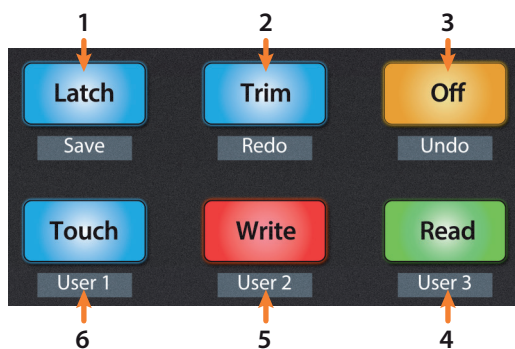 1 2 3
Latch Trim Off
Save Redo Undo
Touch Write Read
User 1 User 2 User 3
6 5 4